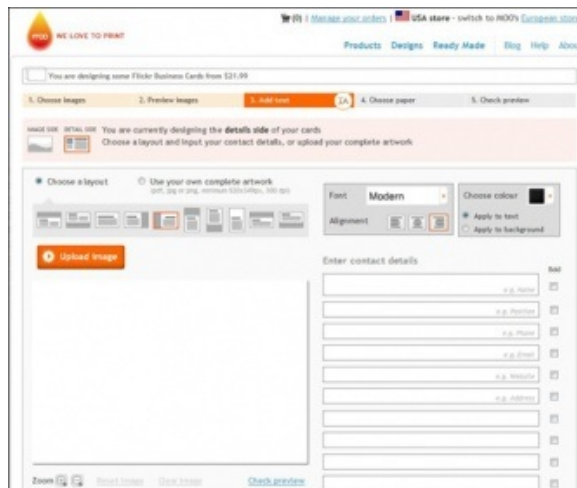 (0) | Manage your orders | USA store - switch to MOO's European store
MOO WE LOVE TO PRINT
Products Designs Ready Made Blog Help About
You are designing some Flickr Business Cards from $21.99
1. Choose images 2. Preview images 3. Add text 4. Choose paper 5. Check preview
IMAGE SIDE DETAIL SIDE You are currently designing the details side of your cards
Choose a layout and input your contact details, or upload your complete artwork
Choose a layout Use your own complete artwork
Font Modern Choose colour
Alignment Apply to text
Apply to background
Upload image
Enter contact details
Bold
e.g. Name
e.g. Position
e.g. Phone
e.g. Email
e.g. Website
e.g. Address
Zoom Reset image Clear image Check preview